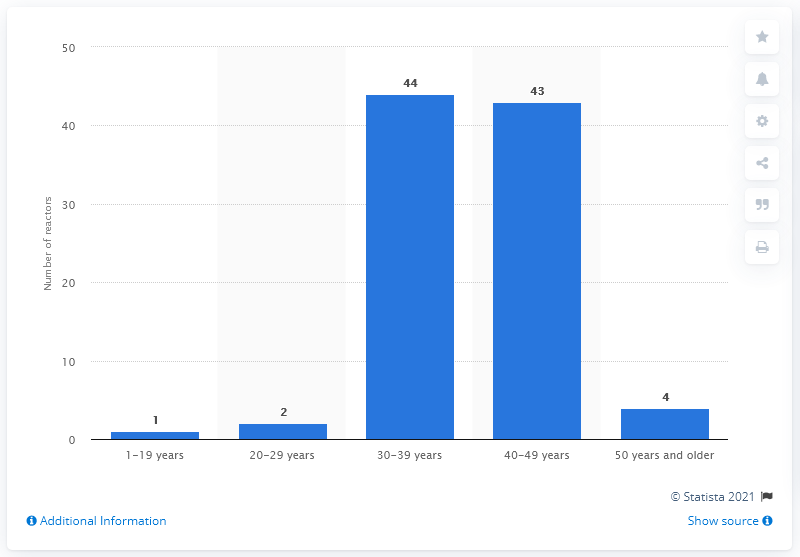 50
40
30
20
10
0
Number of reactors
1
2
44
43
4
1-19 years
20-29 years
30-39 years
40-49 years
50 years and older
© Statista 2021
Additional Information
Show source